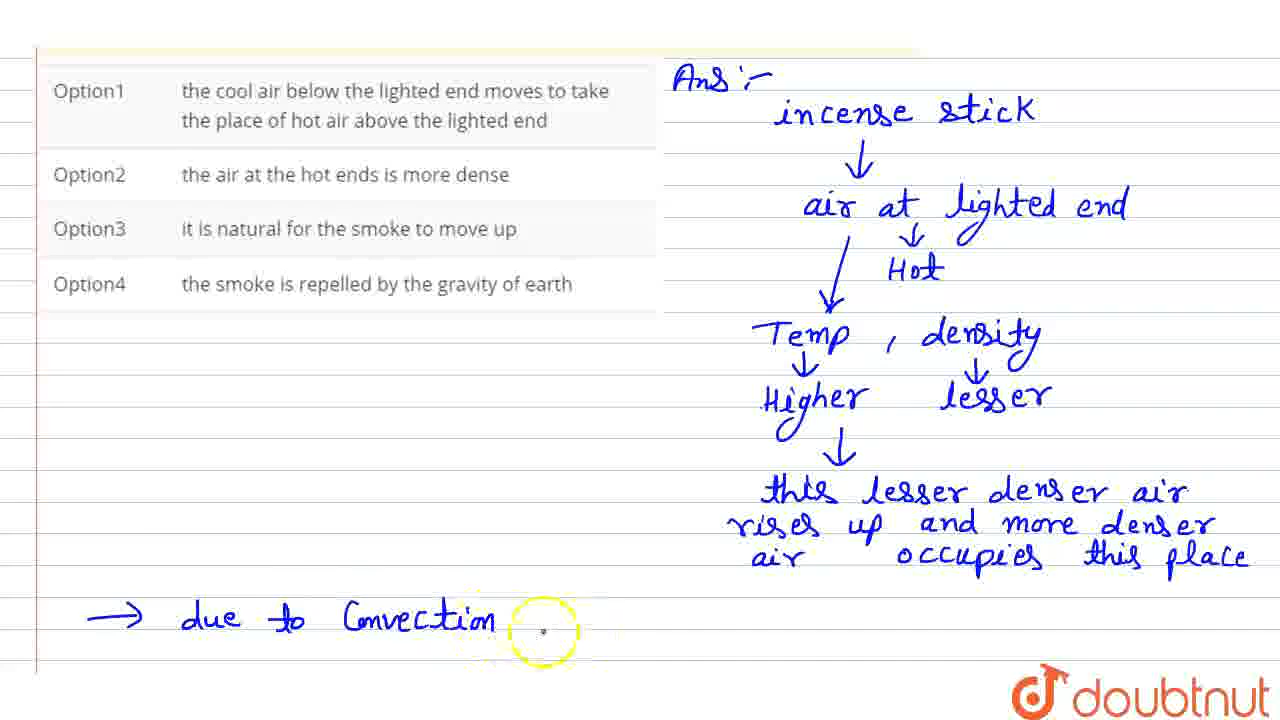 Option1 the cool air below the lighted end moves to take
the place of hot air above the lighted end
Option2 the air at the hot ends is more dense
Option3 it is natural for the smoke to move up
Option4 the smoke is repelled by the gravity of earth
Ans :-
incense stick
air at lighted end
Hot
Temp , density
Higher lesser
this lesser denser air
rises up and more denser
air occupies this place
→ due to Convection
doubtnut